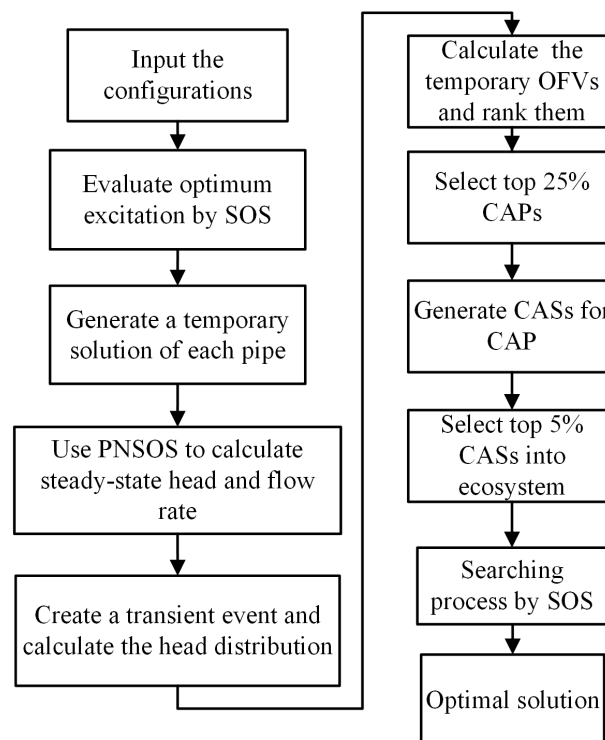 Input the
configurations
Evaluate optimum
excitation by SOS
Generate a temporary
solution of each pipe
Use PNSOS to calculate
steady-state head and flow
rate
Create a transient event and
calculate the head distribution
Calculate the
temporary OFVs
and rank them
Select top 25%
CAPs
Generate CASs for
CAP
Select top 5%
CASs into
ecosystem
Searching
process by SOS
Optimal solution